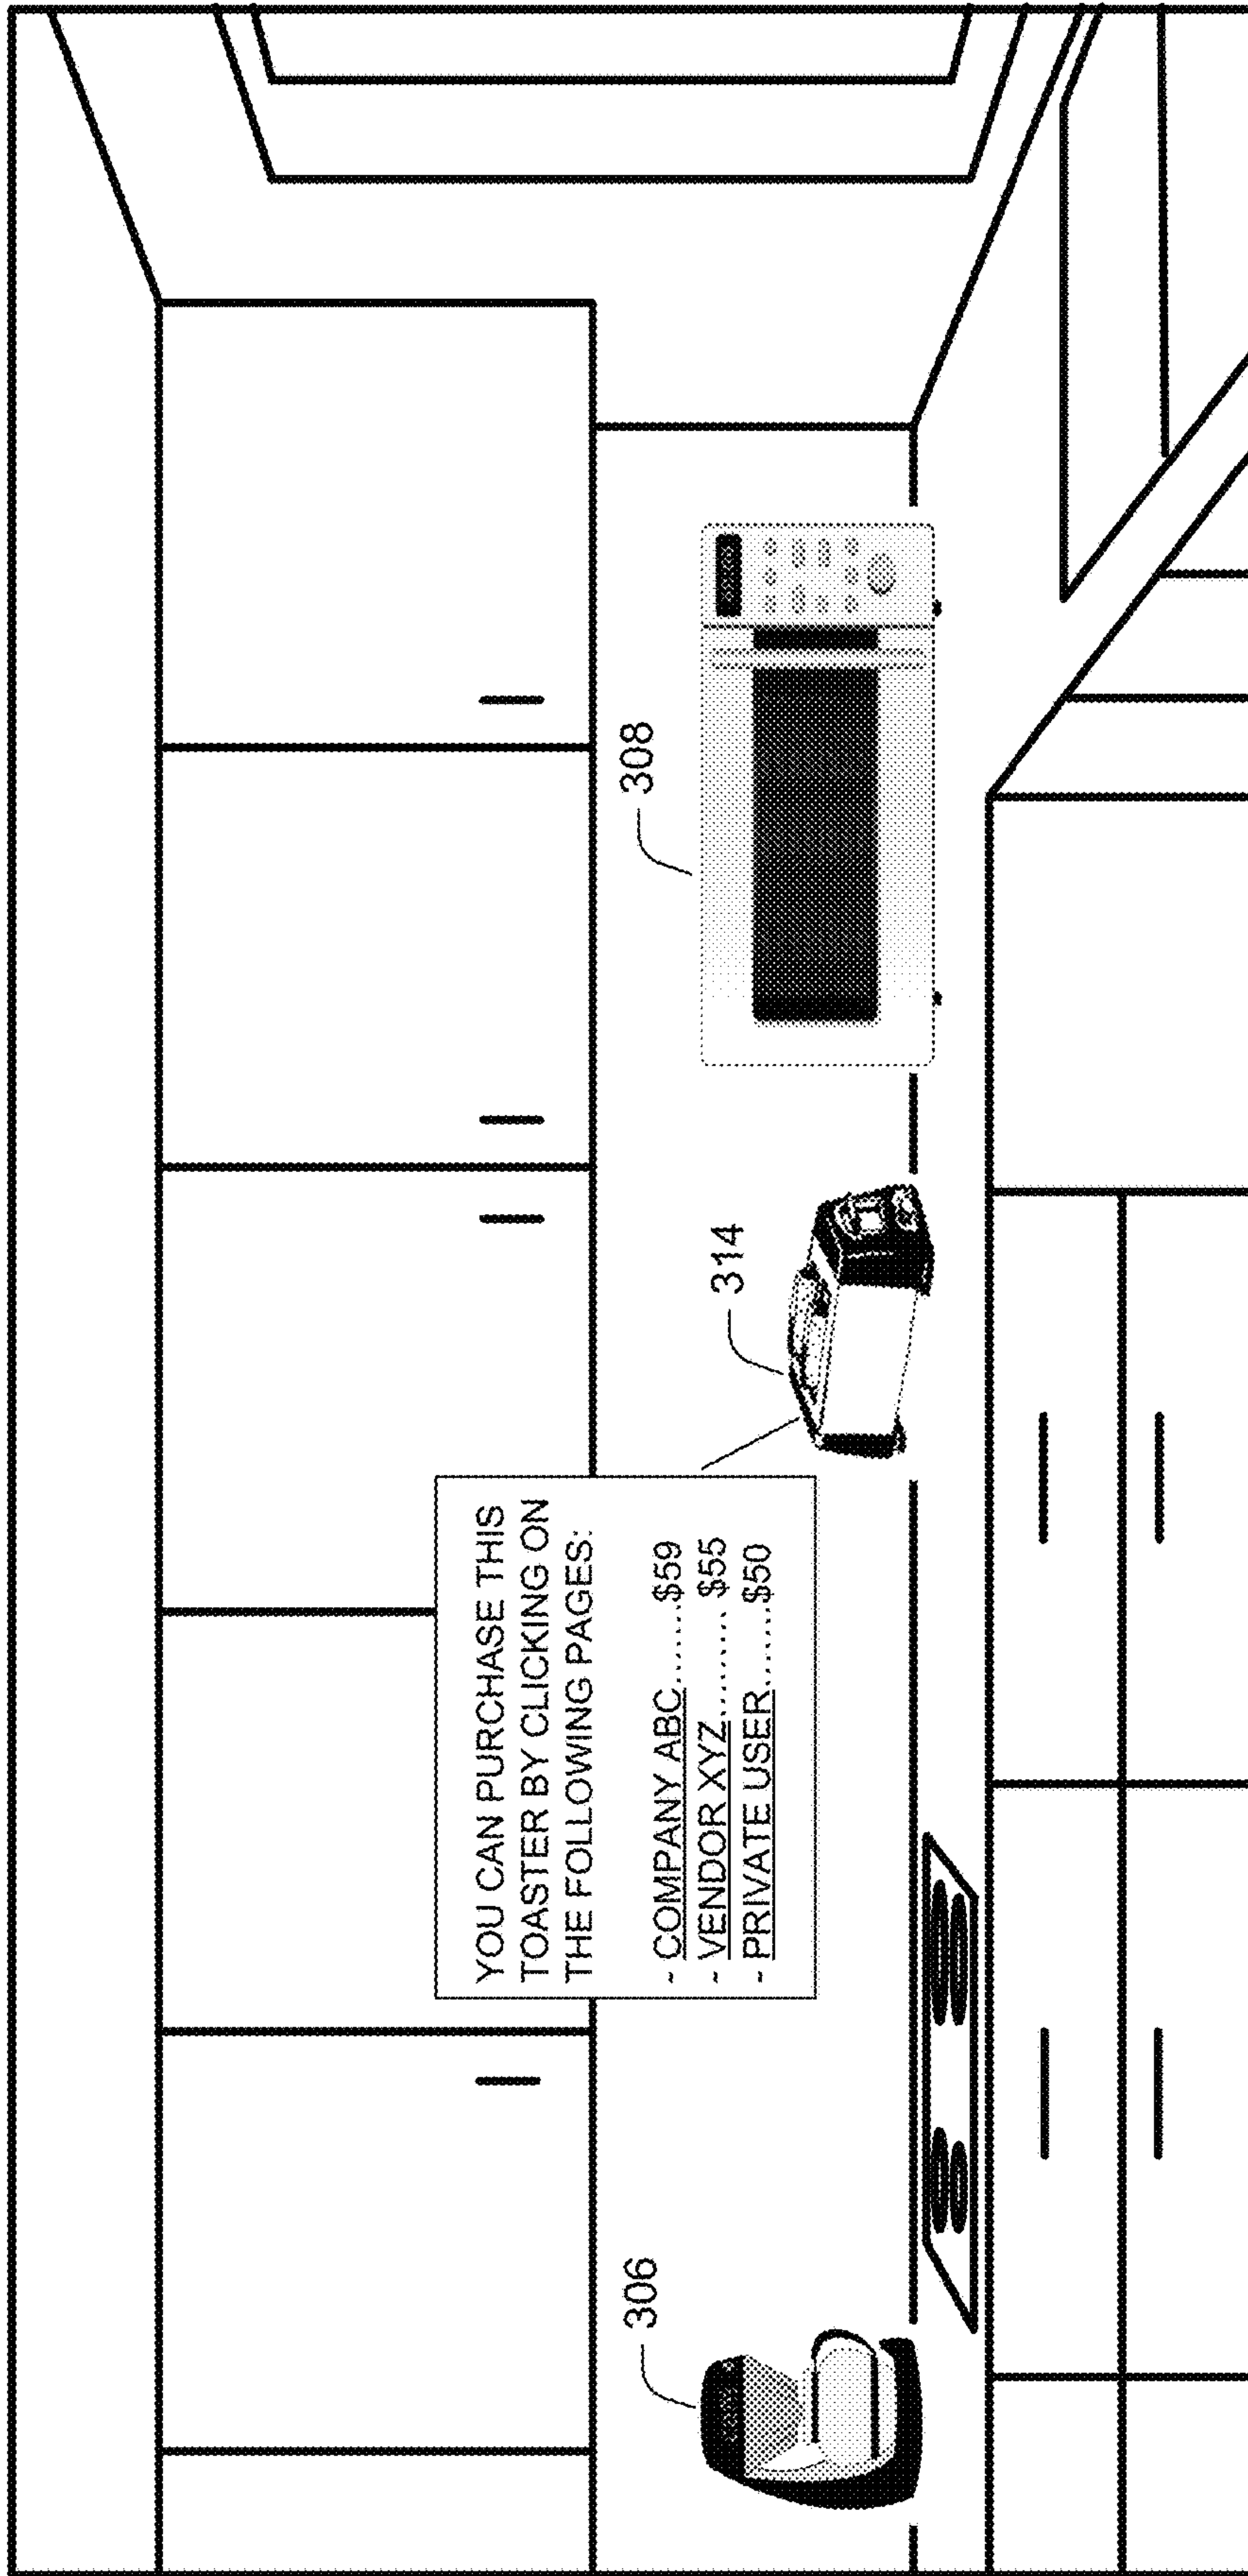 YOU CAN PURCHASE THIS
TOASTER BY CLICKING ON
THE FOLLOWING PAGES:
- COMPANY ABC.......$59
- VENDOR XYZ.......... $55
- PRIVATE USER.......$50
306
314
308